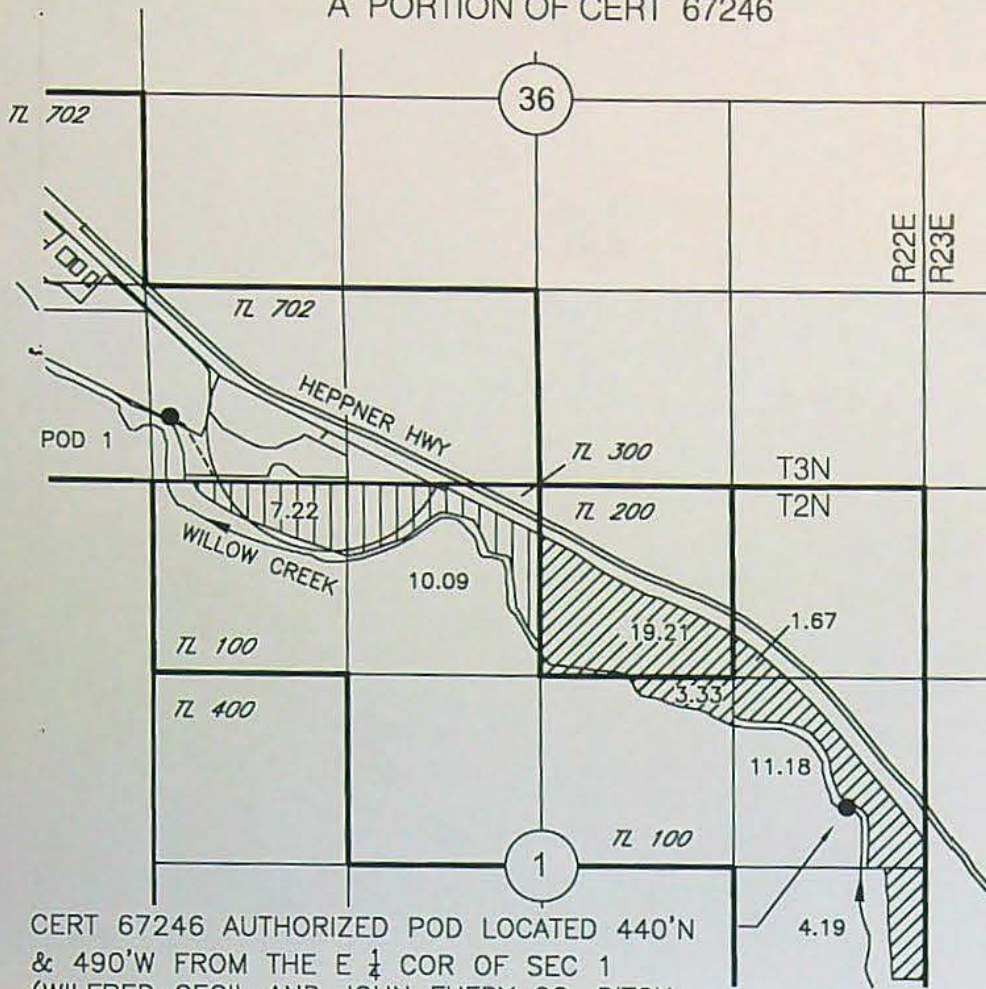 A PORTION OF CERT 67246
36
TL 702
R22E
R23E
TL 702
HEPPNER HWY
POD 1
TL 300
T3N
T2N
7.22
TL 200
WILLOW CREEK
10.09
19.21
1.67
TL 100
3.33
TL 400
11.18
TL 100
1
CERT 67246 AUTHORIZED POD LOCATED 440'N
& 490'W FROM THE E ¼ COR OF SEC 1
4.19